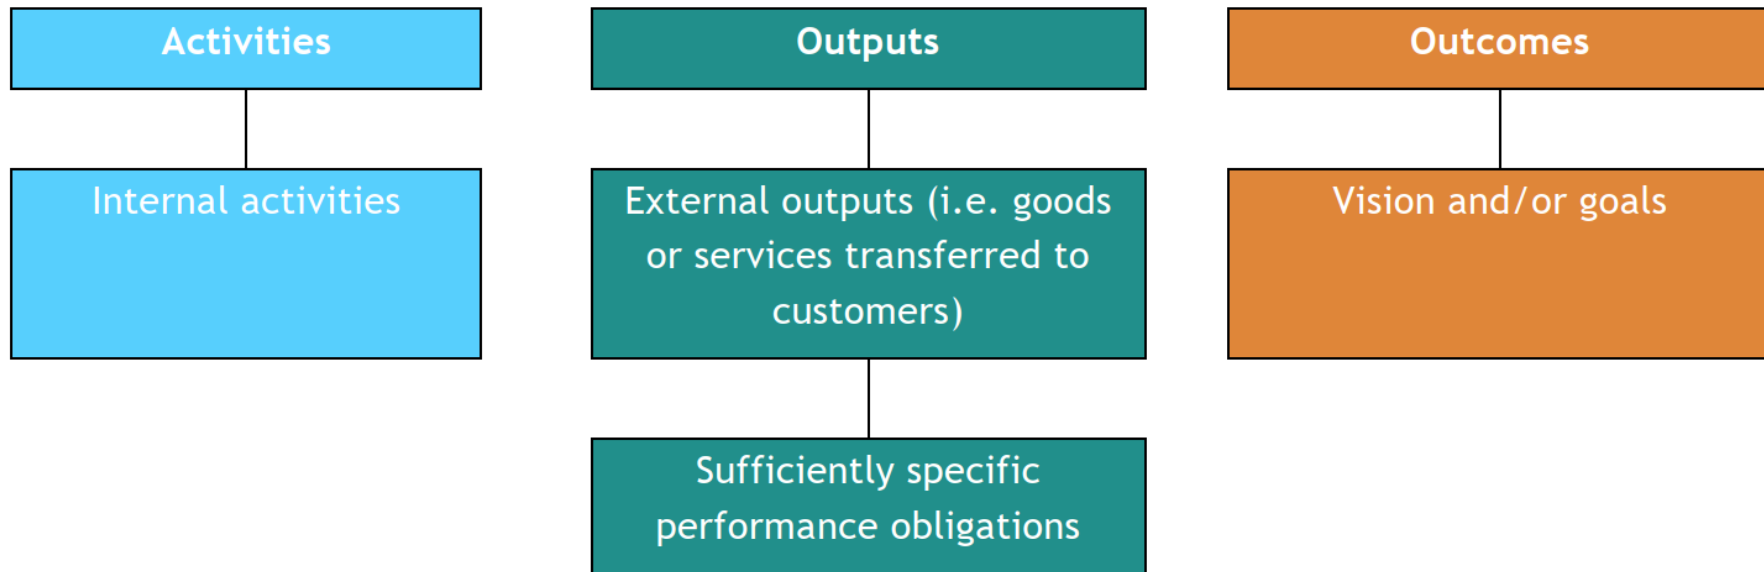 Activities
Outputs
Outcomes
Internal activities
External outputs (i.e. goods
or services transferred to
customers)
Vision and/or goals
Sufficiently specific
performance obligations